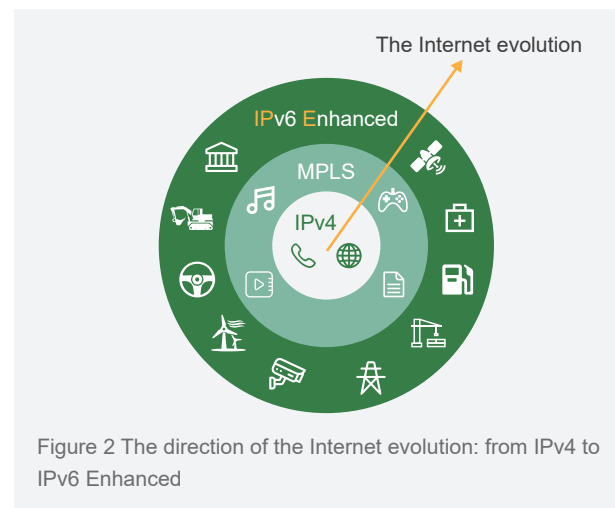 The Internet evolution
IPv6 Enhanced
MPLS
IPv4
Figure 2 The direction of the Internet evolution: from IPv4 to
IPv6 Enhanced